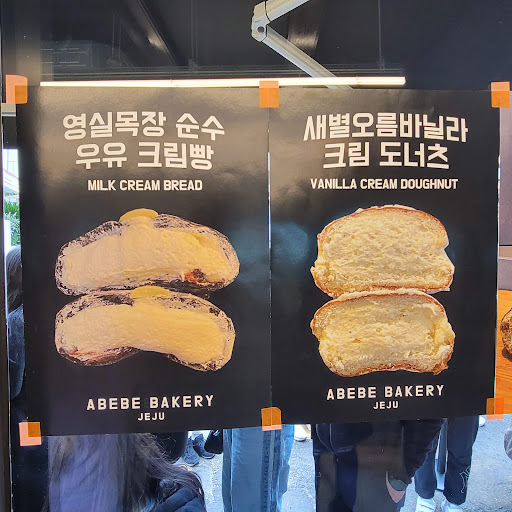 영실목장 순수
우유 크림빵
MILK CREAM BREAD
ABEBE BAKERY
JEJU
새별오름바닐라
크림 도너츠
VANILLA CREAM DOUGHNUT
ABEBE BAKERY
JEJU